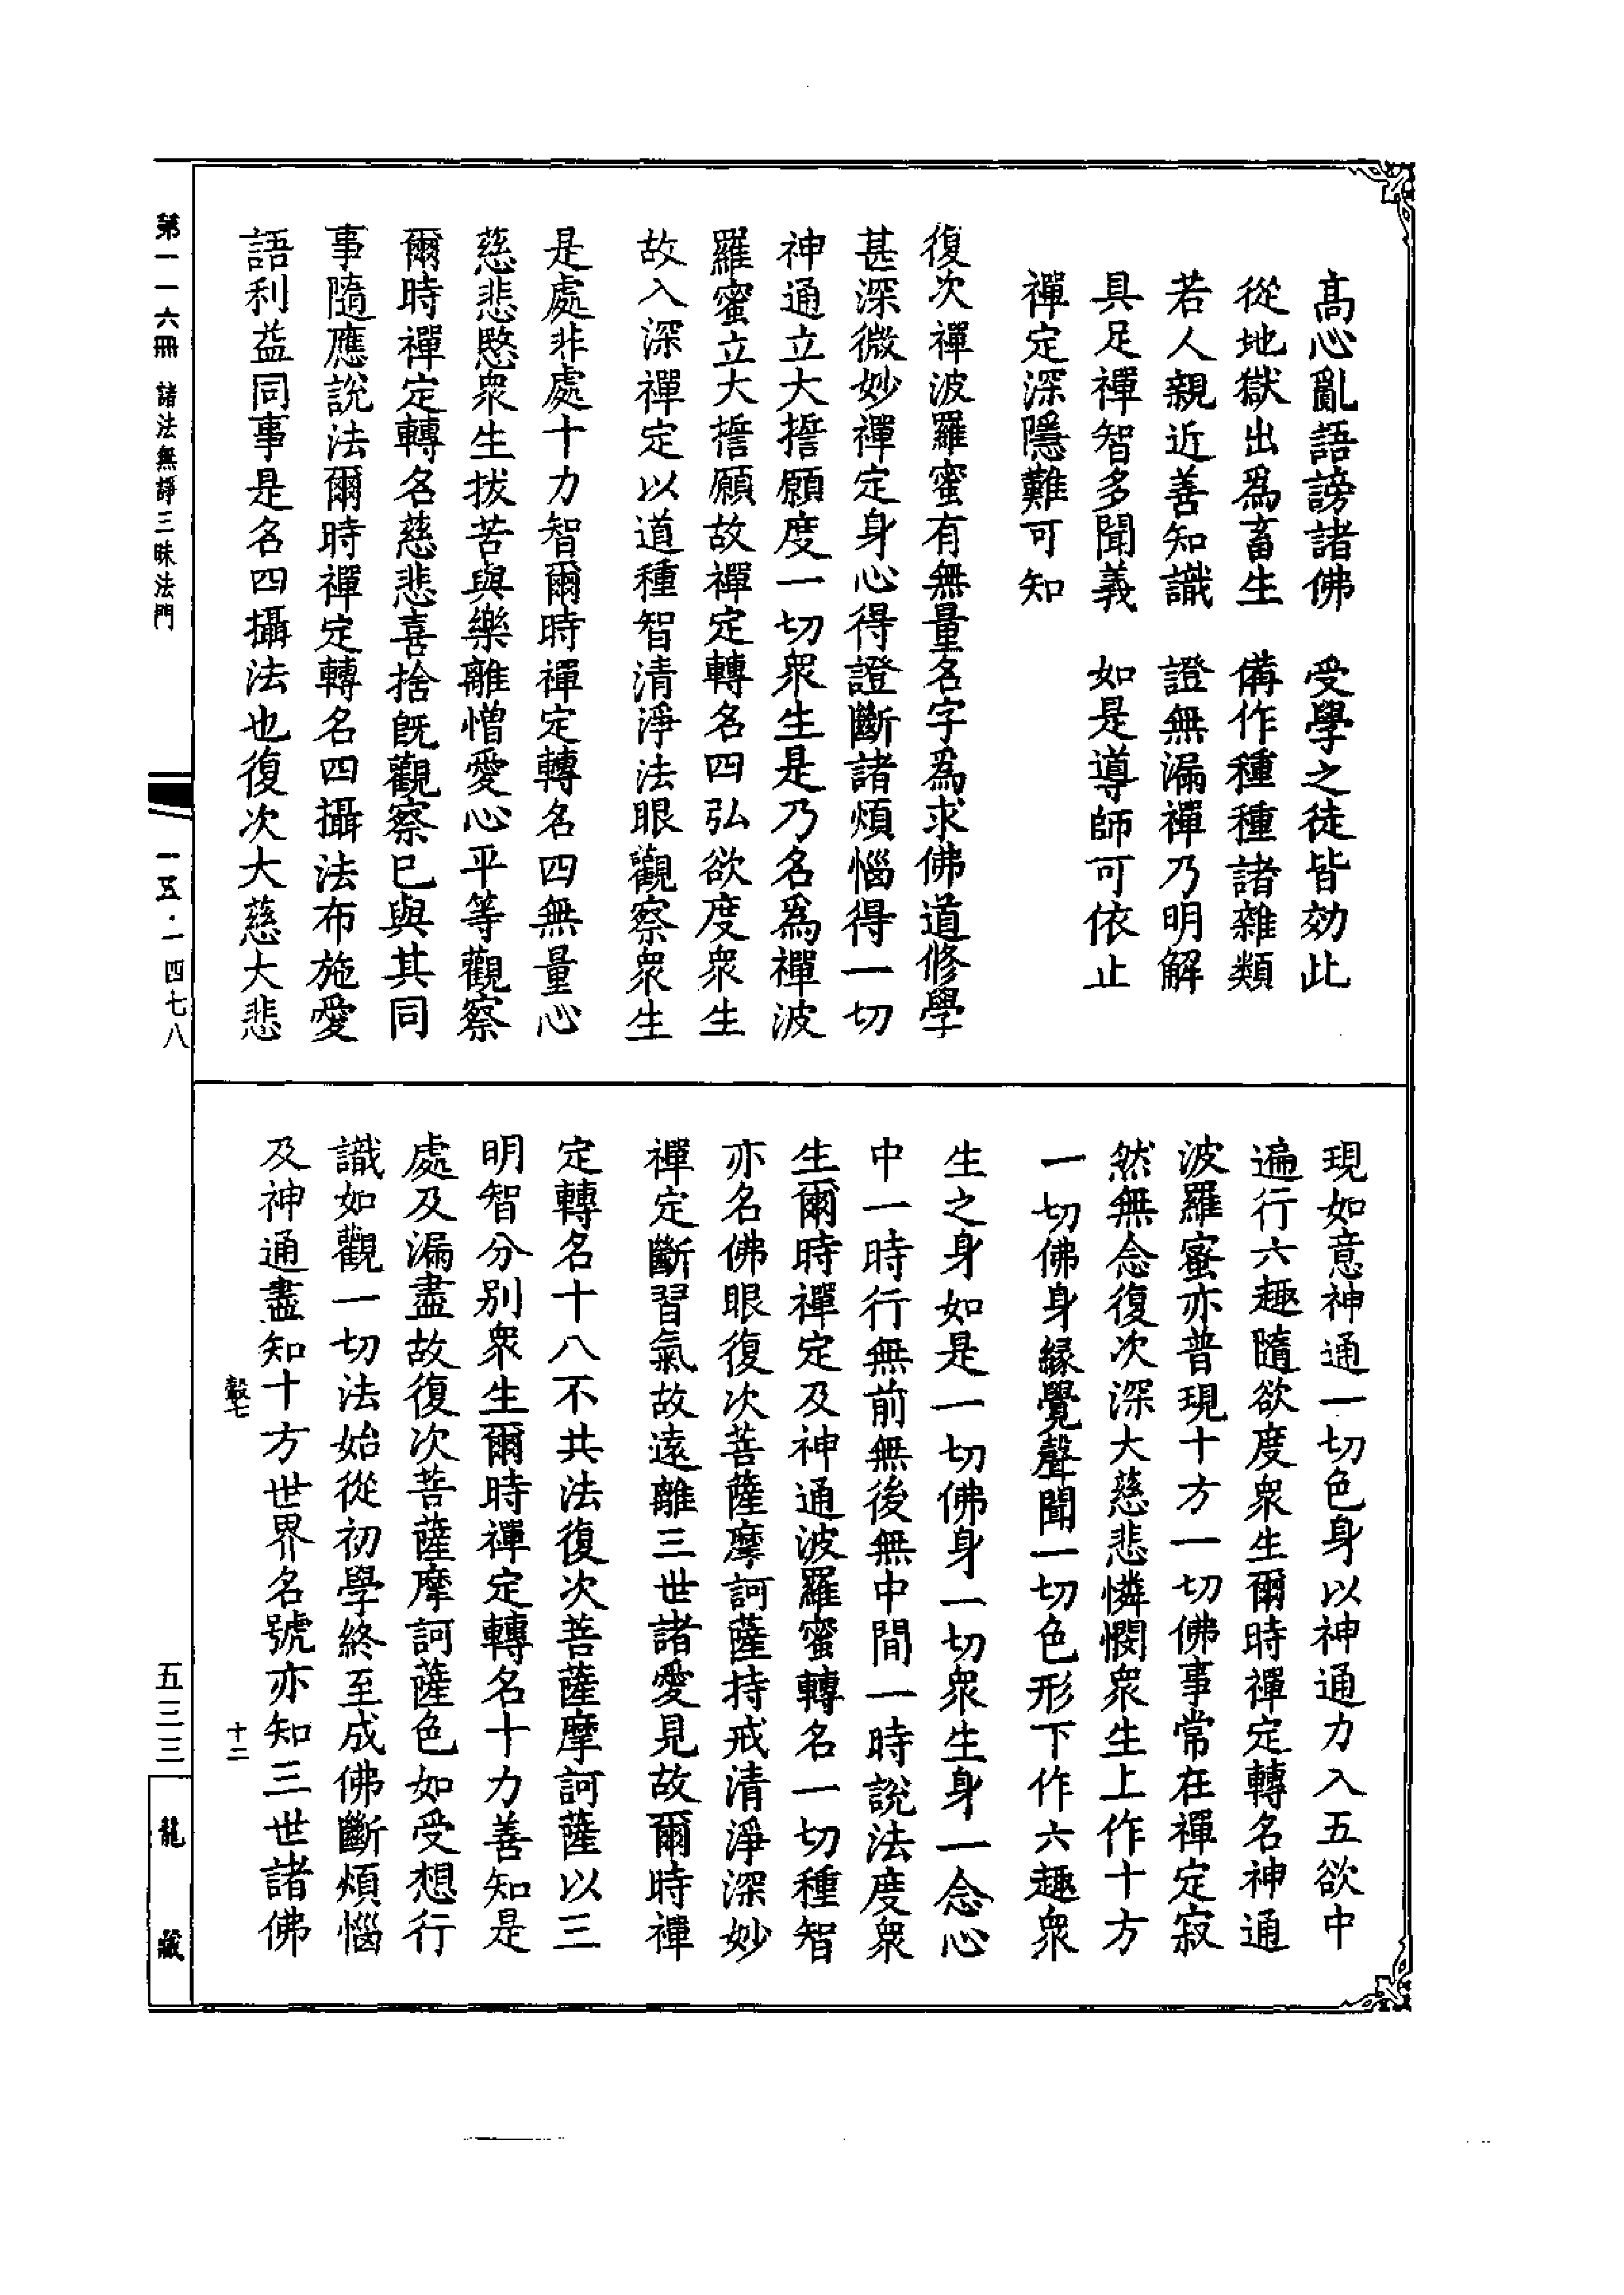 高心亂語謗諸佛　受學之徒皆効此
從地獄出爲畜生　備作種種諸雜類
若人親近善知識　證無漏禪乃明解
具足禪智多聞義　如是導師可依止
禪定深隱難可知
復次禪波羅蜜有無量名字爲求佛道修學
甚深微妙禪定身心得證斷諸煩惱得一切
神通立大誓願度一切衆生是乃名爲禪波
羅蜜立大誓願故禪定轉名四弘欲度衆生
故入深禪定以道種智清淨法眼觀察衆生
是處非處十力智爾時禪定轉名四無量心
慈悲愍衆生拔苦與樂離憎愛心平等觀察
爾時禪定轉名慈悲喜捨既觀察已與其同
事隨應說法爾時禪定轉名四攝法布施愛
語利益同事是名四攝法也復次大慈大悲
現如意神通一切色身以神通力入五欲中
遍行六趣隨欲度衆生爾時禪定轉名神通
波羅蜜亦普現十方一切佛事常在禪定寂
然無念復次深大慈悲憐憫衆生上作十方
一切佛身緣覺聲聞一切色形下作六趣衆
生之身如是一切佛身一切衆生身一念心
中一時行無前無後無中間一時說法度衆
生爾時禪定及神通波羅蜜轉名一切種智
亦名佛眼復次菩薩摩訶薩持戒清淨深妙
禪定斷習氣故遠離三世諸愛見故爾時禪
定轉名十八不共法復次菩薩摩訶薩以三
明智分別衆生爾時禪定轉名十力善知是
處及漏盡故復次菩薩摩訶薩色如受想行
識如觀一切法始從初學終至成佛斷煩惱
及神通盡知十方世界名號亦知三世諸佛
七　十二
第一一六冊　諸法無諍三昧法門
一五·一四七八
五三三
龍藏